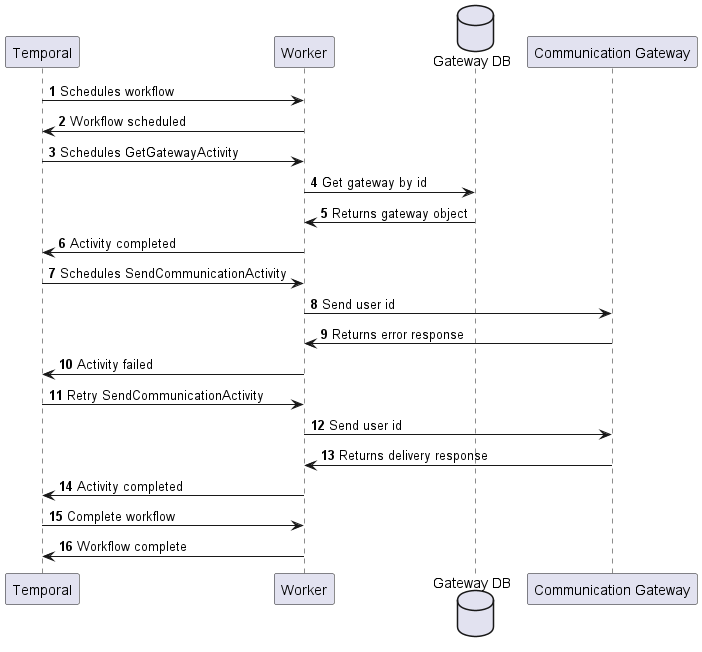 Temporal
Worker
Gateway DB
Communication Gateway
1 Schedules workflow
2 Workflow scheduled
3 Schedules GetGatewayActivity
4 Get gateway by id
5 Returns gateway object
6 Activity completed
7 Schedules SendCommunicationActivity
8 Send user id
9 Returns error response
10 Activity failed
11 Retry SendCommunicationActivity
12 Send user id
13 Returns delivery response
14 Activity completed
15 Complete workflow
16 Workflow complete
Temporal
Worker
Gateway DB
Communication Gateway